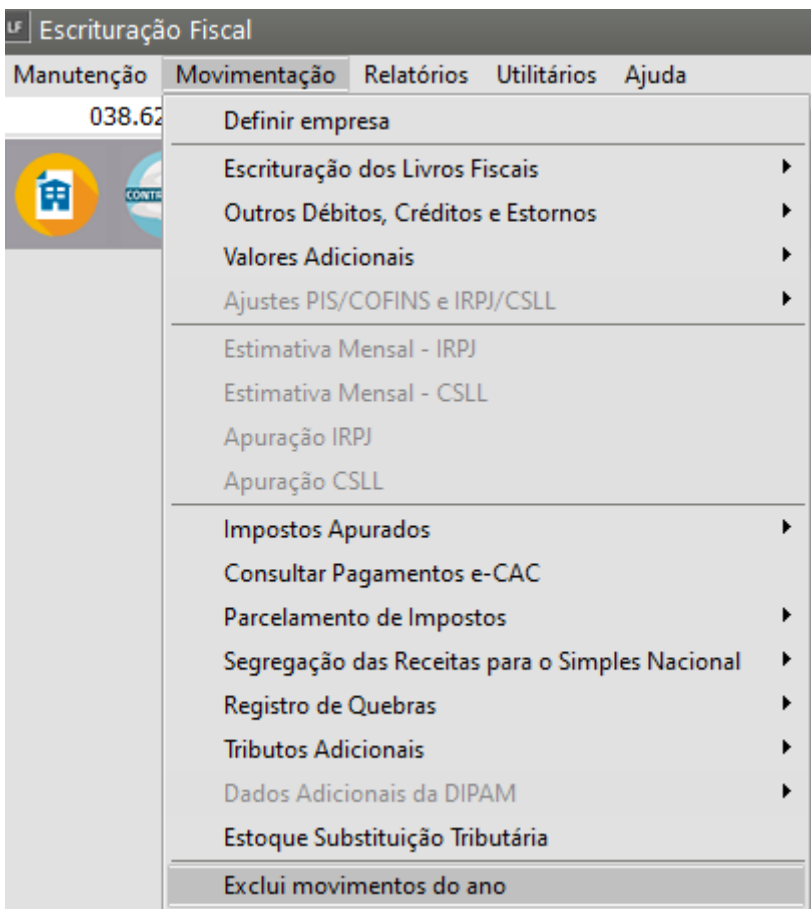 LF Escrituração Fiscal
Manutenção Movimentação Relatórios Utilitários Ajuda
038.62
Definir empresa
Escrituração dos Livros Fiscais
Outros Débitos, Créditos e Estornos
Valores Adicionais
Ajustes PIS/COFINS e IRPJ/CSLL
Estimativa Mensal - IRPJ
Estimativa Mensal - CSLL
Apuração IRPJ
Apuração CSLL
Impostos Apurados
Consultar Pagamentos e-CAC
Parcelamento de Impostos
Segregação das Receitas para o Simples Nacional
Registro de Quebras
Tributos Adicionais
Dados Adicionais da DIPAM
Estoque Substituição Tributária
Exclui movimentos do ano